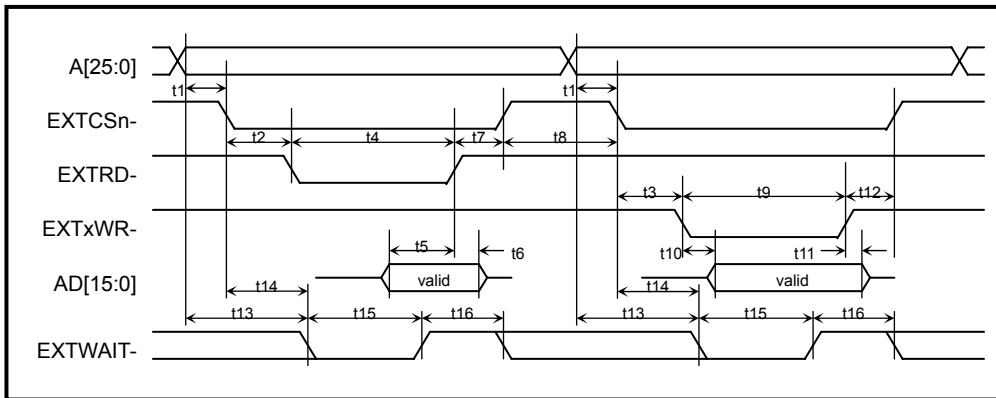 A[25:0]
t1 t1
EXTCSn-
t2 t4 t7 t8
EXTRD-
t3 t9 t12
EXTxWR-
t5 t6 t10 t11
AD[15:0] valid valid
t14 t14
t13 t15 t16 t13 t15 t16
EXTWAIT-